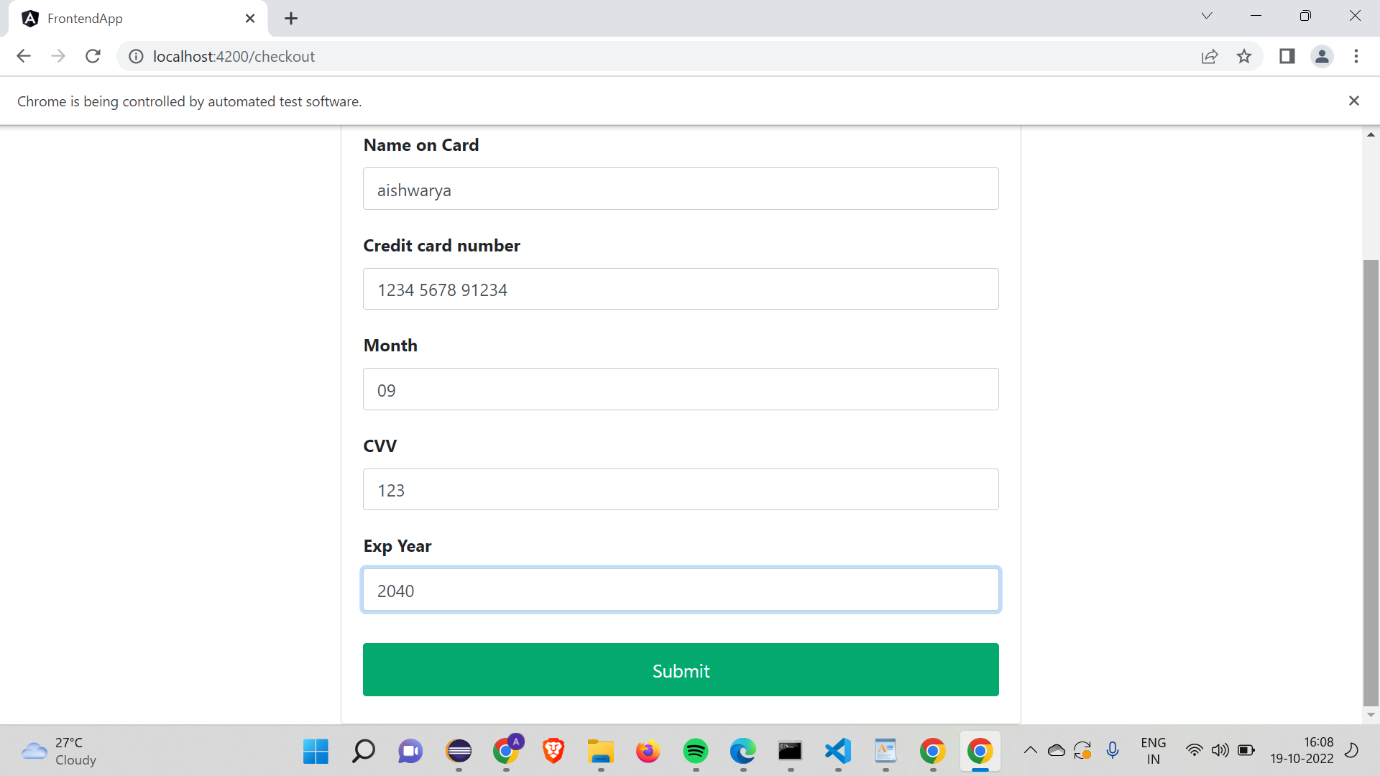 FrontendApp
localhost:4200/checkout
Chrome is being controlled by automated test software.
Name on Card
aishwarya
Credit card number
1234 5678 91234
Month
09
CVV
123
Exp Year
2040
Submit
27°C
Cloudy
A
ENG
IN
16:08
19-10-2022